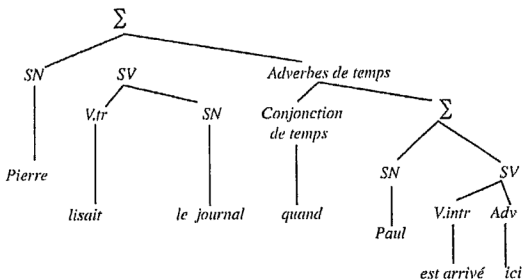 Σ
SN SV Adverbes de temps
V.tr SN Conjonction de temps Σ
SN SV
Pierre
lisait le journal quand Paul V.intr Adv
est arrivé ici